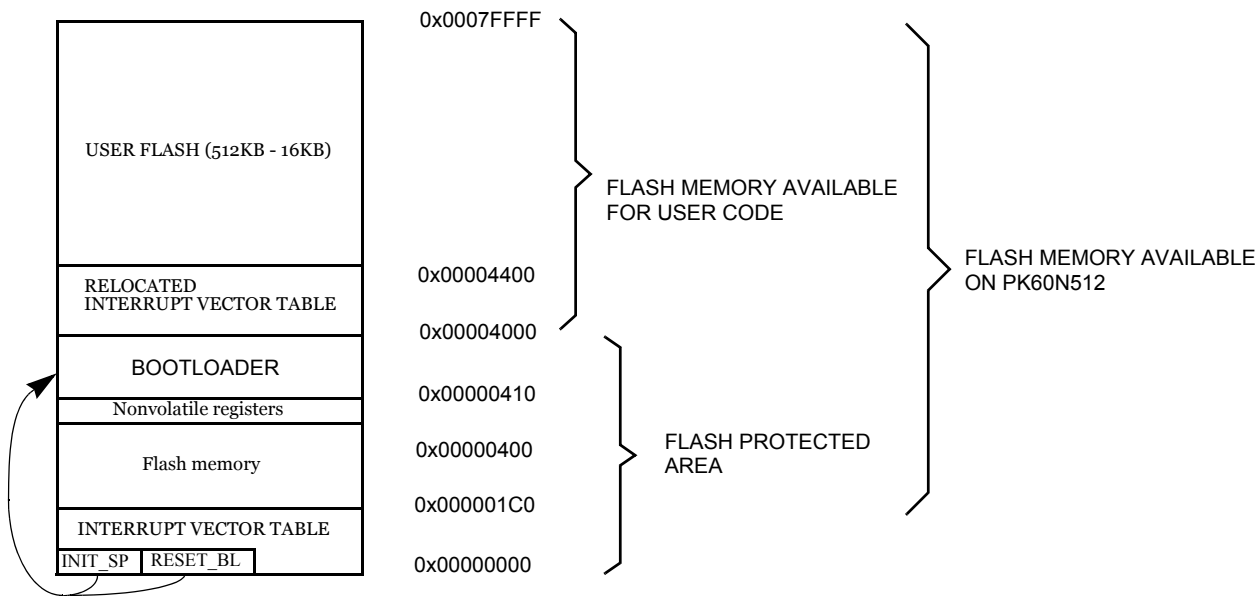 0x0007FFFF
USER FLASH (512KB - 16KB)
FLASH MEMORY AVAILABLE
FOR USER CODE
FLASH MEMORY AVAILABLE
ON PK60N512
0x00004400
RELOCATED
INTERRUPT VECTOR TABLE
0x00004000
BOOTLOADER
0x00000410
Nonvolatile registers
FLASH PROTECTED
AREA
0x00000400
Flash memory
0x000001C0
INTERRUPT VECTOR TABLE
INIT_SP
RESET_BL
0x00000000